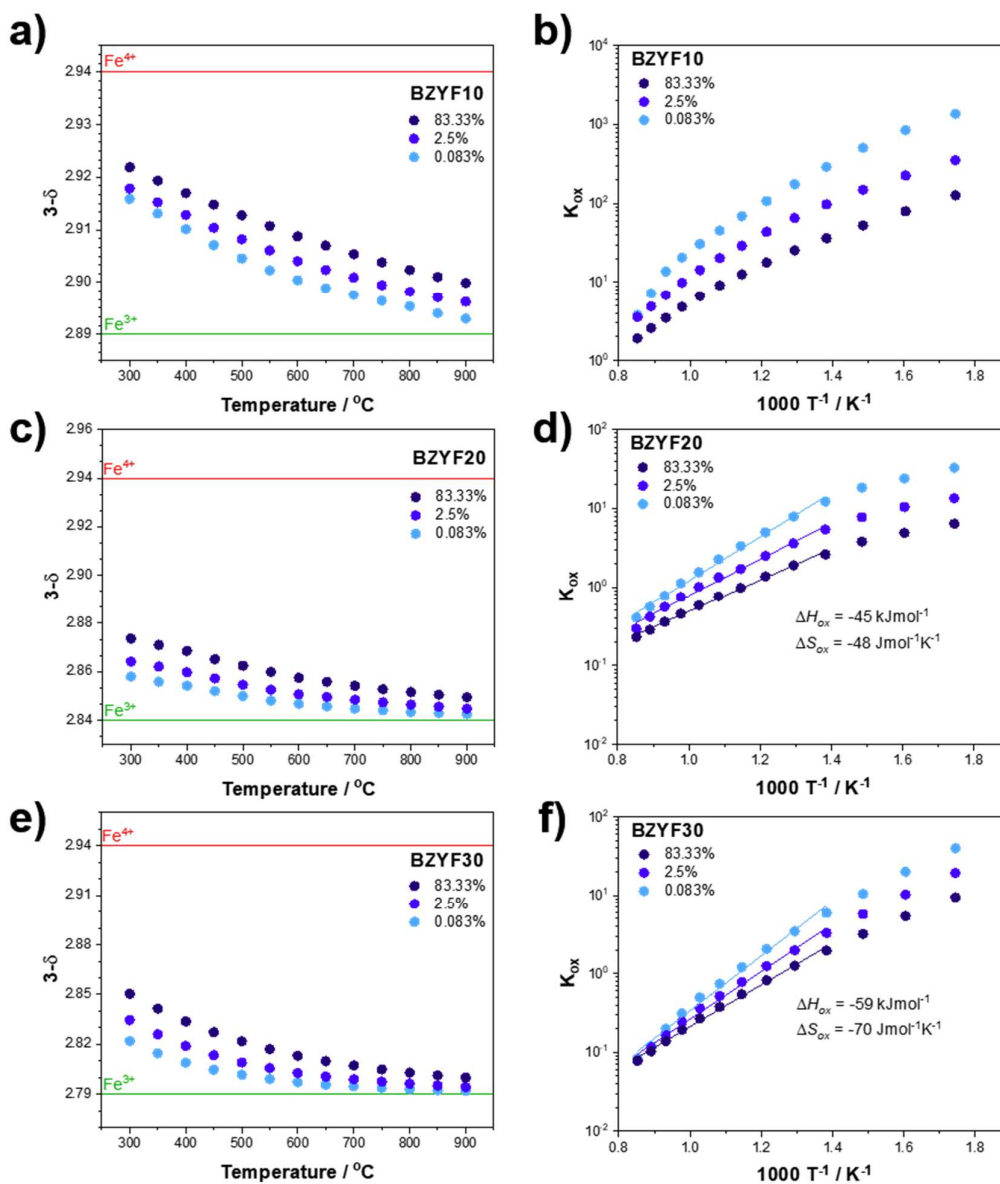 a)
Fe⁴⁺
BZYF10
83.33%
2.5%
0.083%
Fe³⁺
2.94
2.93
2.92
2.91
2.90
2.89
3-δ
300 400 500 600 700 800 900
Temperature / °C
b)
BZYF10
83.33%
2.5%
0.083%
10⁴
10³
10²
10¹
10⁰
K_ox
0.8 1.0 1.2 1.4 1.6 1.8
1000 T⁻¹ / K⁻¹
c)
Fe⁴⁺
BZYF20
83.33%
2.5%
0.083%
Fe³⁺
2.96
2.94
2.92
2.90
2.88
2.86
2.84
3-δ
300 400 500 600 700 800 900
Temperature / °C
d)
BZYF20
83.33%
2.5%
0.083%
ΔH_ox = -45 kJmol⁻¹
ΔS_ox = -48 Jmol⁻¹K⁻¹
10²
10¹
10⁰
10⁻¹
10⁻²
K_ox
0.8 1.0 1.2 1.4 1.6 1.8
1000 T⁻¹ / K⁻¹
e)
Fe⁴⁺
BZYF30
83.33%
2.5%
0.083%
Fe³⁺
2.94
2.91
2.88
2.85
2.82
2.79
3-δ
300 400 500 600 700 800 900
Temperature / °C
f)
BZYF30
83.33%
2.5%
0.083%
ΔH_ox = -59 kJmol⁻¹
ΔS_ox = -70 Jmol⁻¹K⁻¹
10²
10¹
10⁰
10⁻¹
10⁻²
K_ox
0.8 1.0 1.2 1.4 1.6 1.8
1000 T⁻¹ / K⁻¹